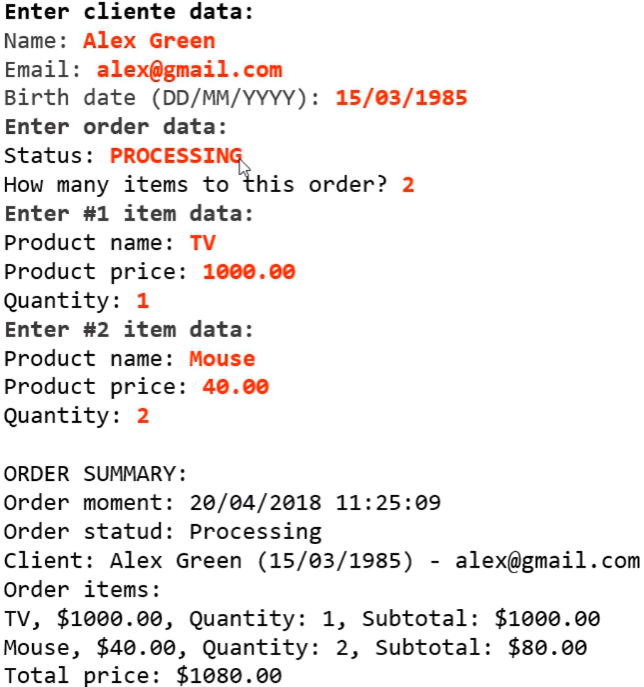 Enter cliente data:
Name: Alex Green
Email: alex@gmail.com
Birth date (DD/MM/YYYY): 15/03/1985
Enter order data:
Status: PROCESSING
How many items to this order? 2
Enter #1 item data:
Product name: TV
Product price: 1000.00
Quantity: 1
Enter #2 item data:
Product name: Mouse
Product price: 40.00
Quantity: 2
ORDER SUMMARY:
Order moment: 20/04/2018 11:25:09
Order statud: Processing
Client: Alex Green (15/03/1985) - alex@gmail.com
Order items:
TV, $1000.00, Quantity: 1, Subtotal: $1000.00
Mouse, $40.00, Quantity: 2, Subtotal: $80.00
Total price: $1080.00